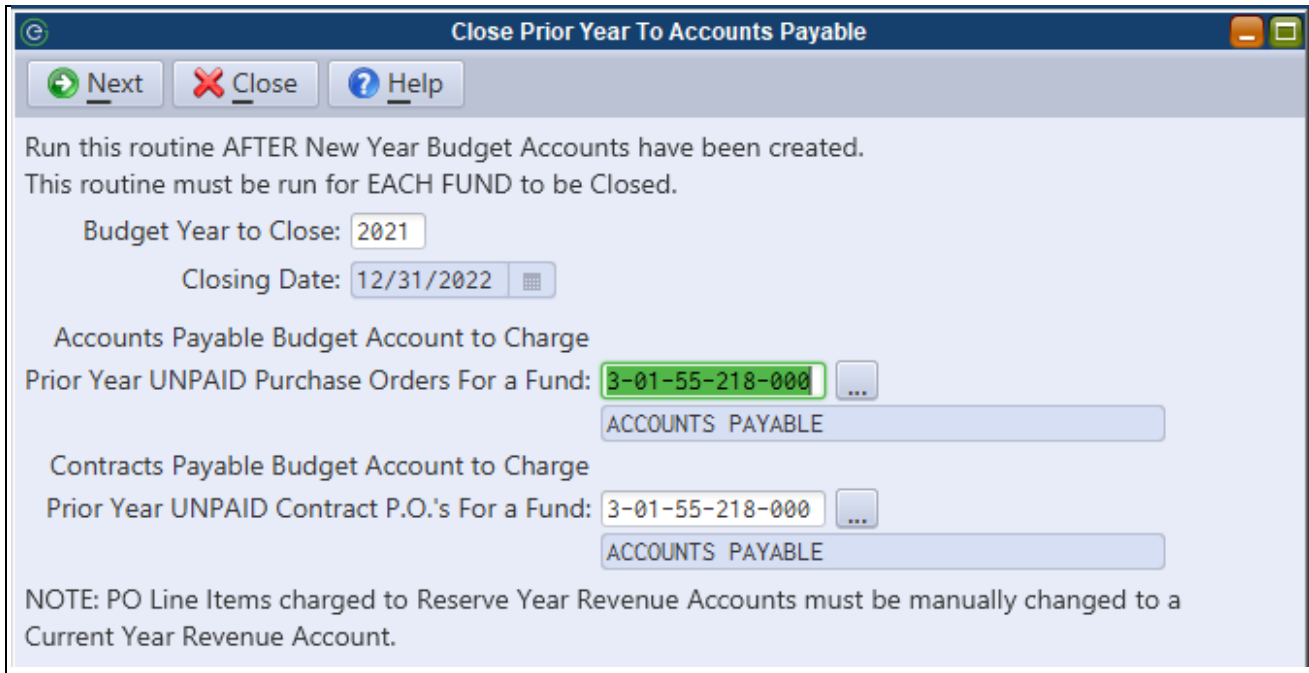 Close Prior Year To Accounts Payable
Next Close Help
Run this routine AFTER New Year Budget Accounts have been created.
This routine must be run for EACH FUND to be Closed.
Budget Year to Close: 2021
Closing Date: 12/31/2022
Accounts Payable Budget Account to Charge
Prior Year UNPAID Purchase Orders For a Fund: 3-01-55-218-000 ...
ACCOUNTS PAYABLE
Contracts Payable Budget Account to Charge
Prior Year UNPAID Contract P.O.'s For a Fund: 3-01-55-218-000 ...
ACCOUNTS PAYABLE
NOTE: PO Line Items charged to Reserve Year Revenue Accounts must be manually changed to a
Current Year Revenue Account.